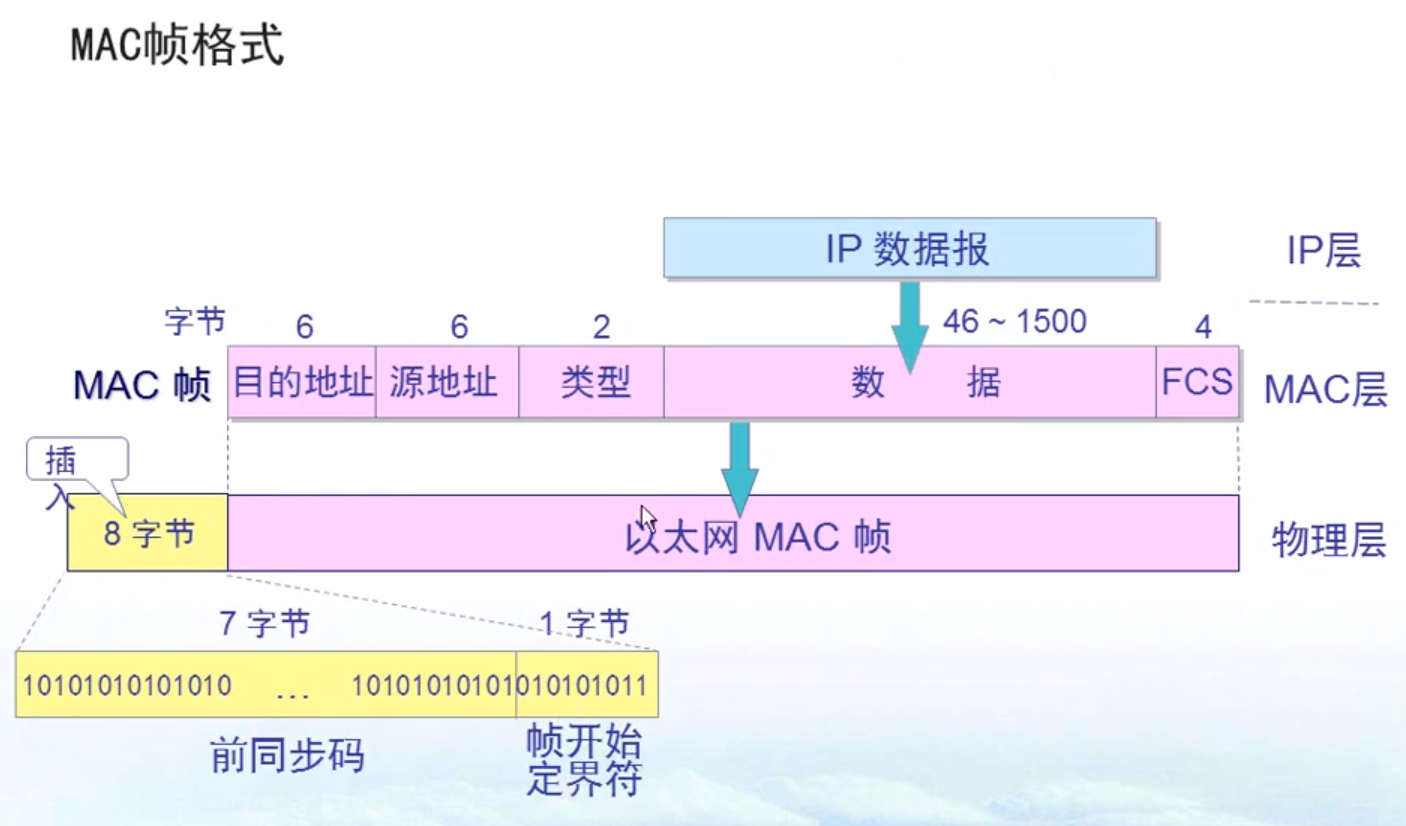 MAC帧格式
IP 数据报
IP层
字节 6 6 2 46 ~ 1500 4
MAC 帧 目的地址 源地址 类型 数 据 FCS MAC层
插
入
8 字节 以太网 MAC 帧 物理层
7 字节 1 字节
10101010101010 ... 10101010101010101011
前同步码
帧开始
定界符